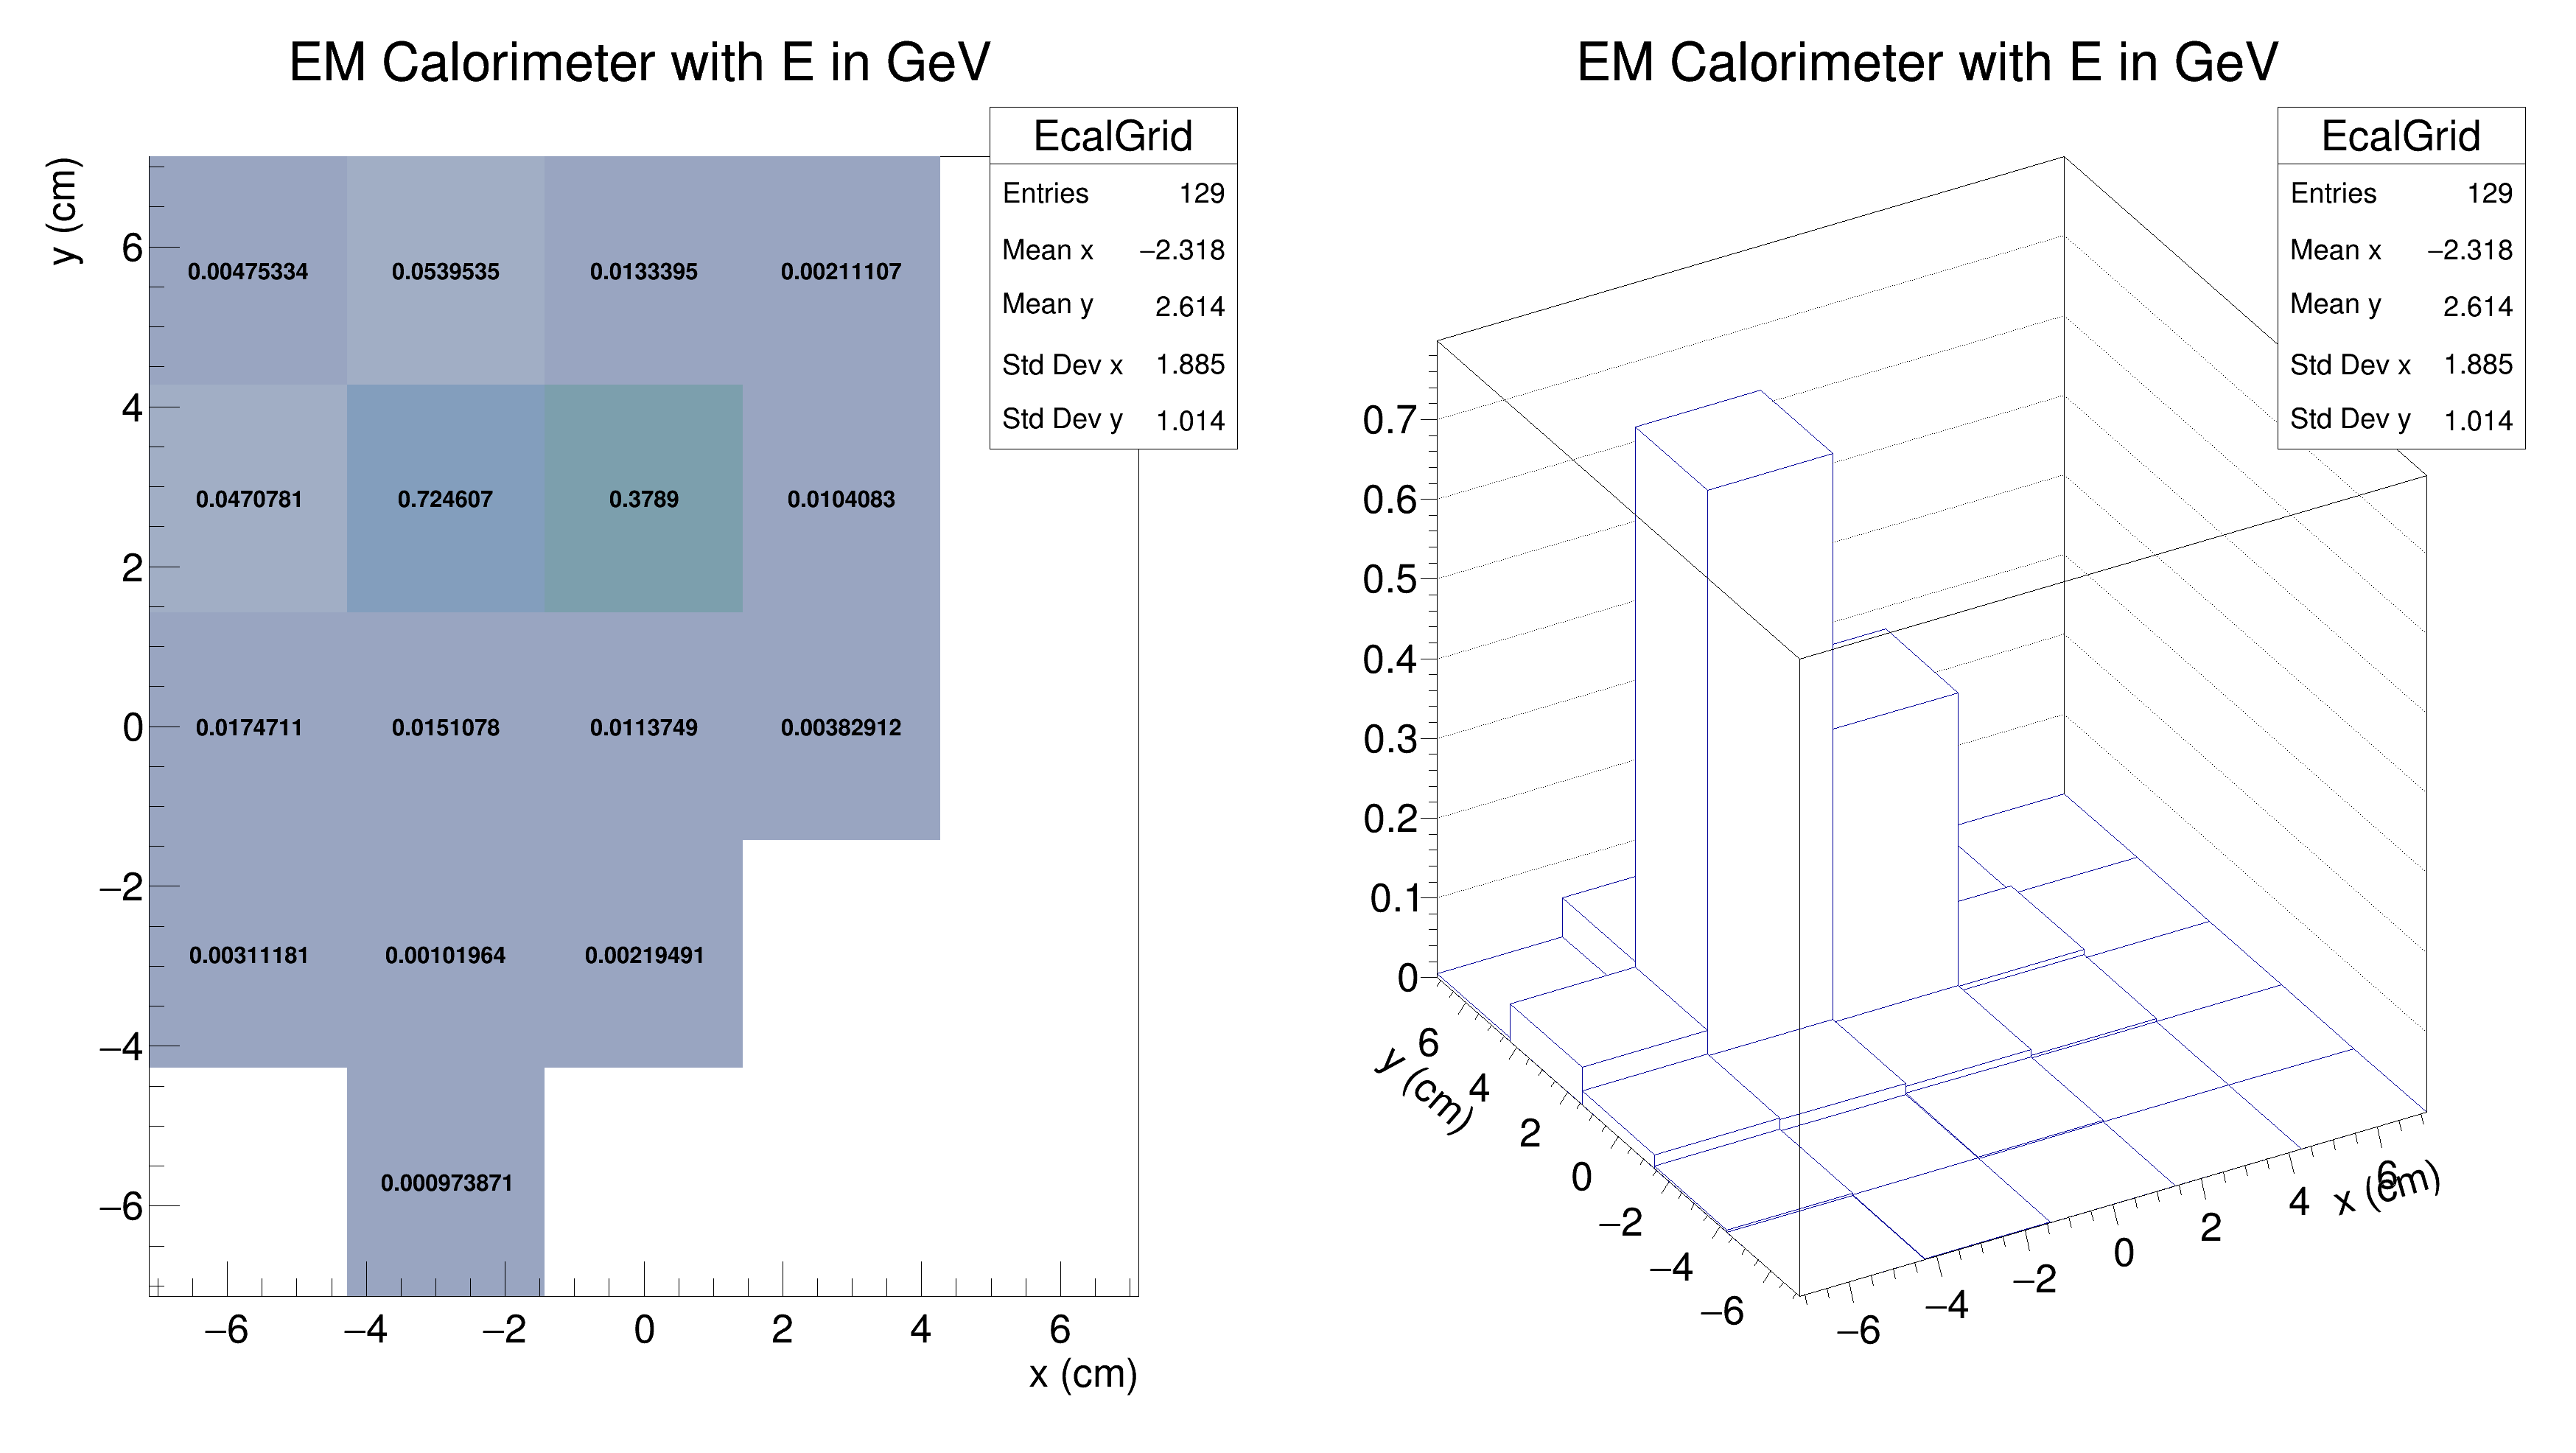 EM Calorimeter with E in GeV
EcalGrid
Entries 129
Mean x −2.318
Mean y 2.614
Std Dev x 1.885
Std Dev y 1.014
y (cm)
6
4
2
0
−2
−4
−6
0.00475334 0.0539535 0.0133395 0.00211107
0.0470781 0.724607 0.3789 0.0104083
0.0174711 0.0151078 0.0113749 0.00382912
0.00311181 0.00101964 0.00219491
0.000973871
−6 −4 −2 0 2 4 6
x (cm)
EM Calorimeter with E in GeV
EcalGrid
Entries 129
Mean x −2.318
Mean y 2.614
Std Dev x 1.885
Std Dev y 1.014
0.7
0.6
0.5
0.4
0.3
0.2
0.1
0
y (cm)
6
4
2
0
−2
−4
−6
−6
−4
−2
0
2
4
6
x (cm)